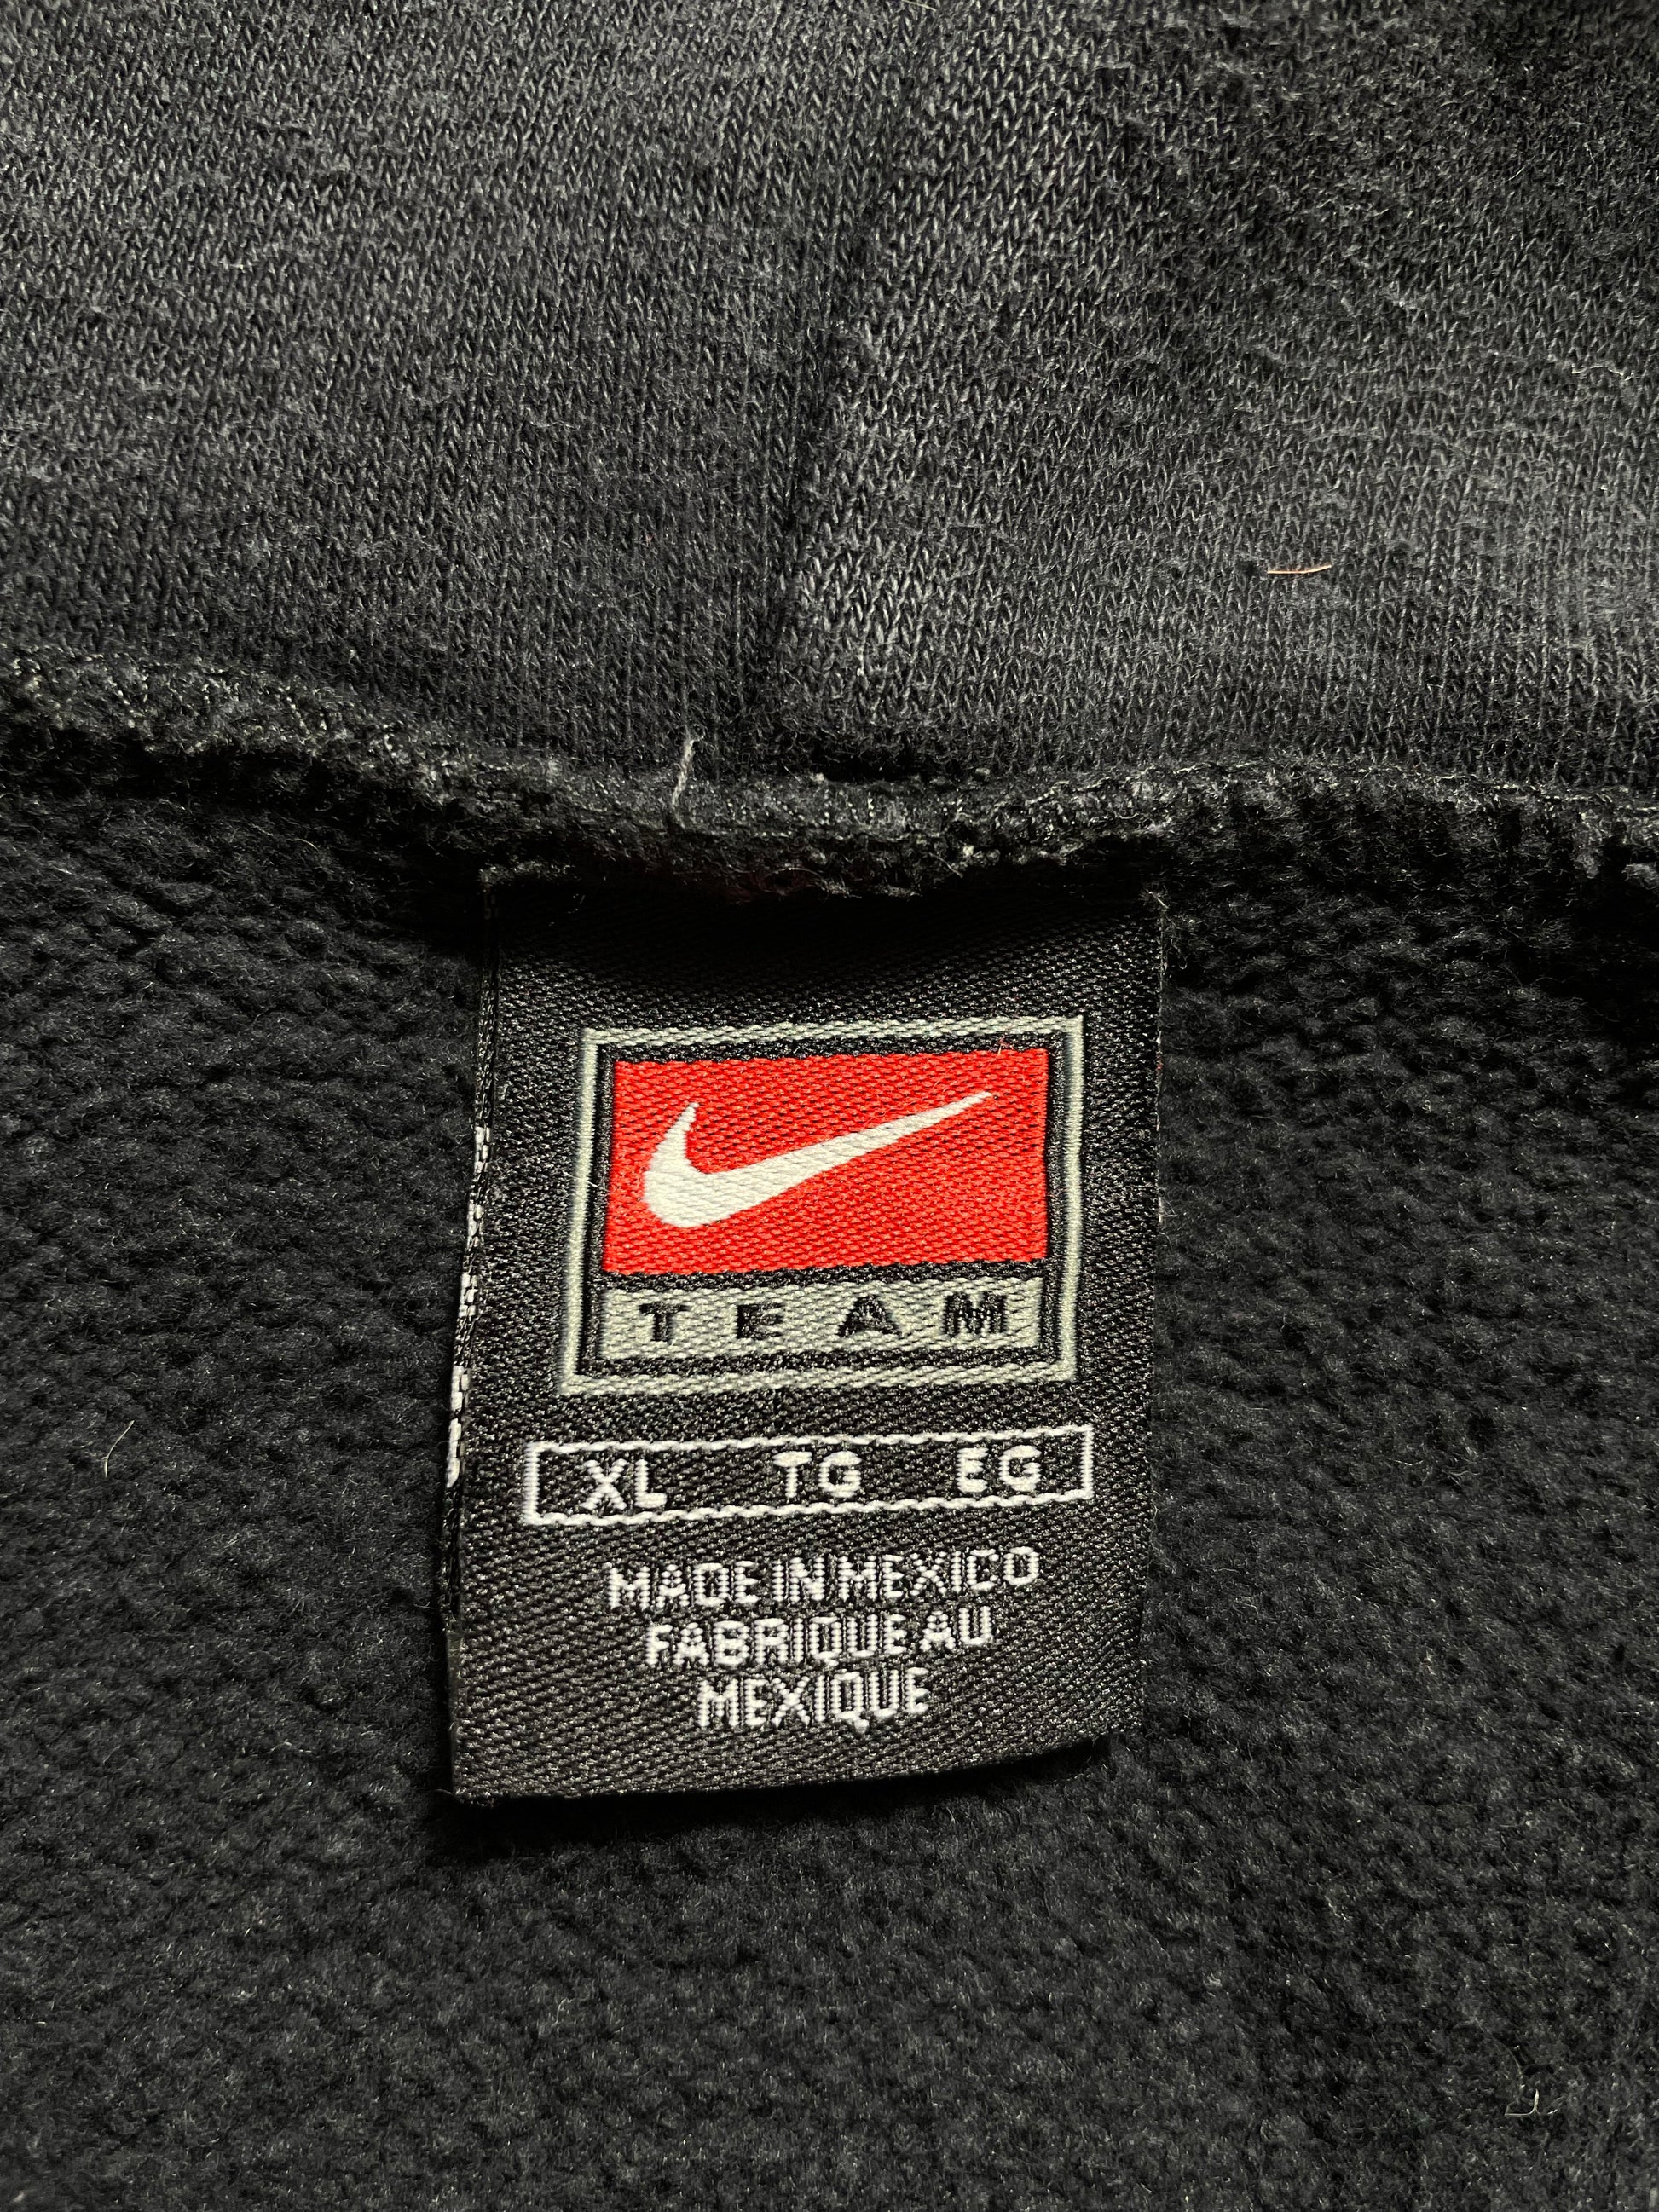 TEAM
XL TG EG
MADE IN MEXICO
FABRIQUE AU
MEXIQUE